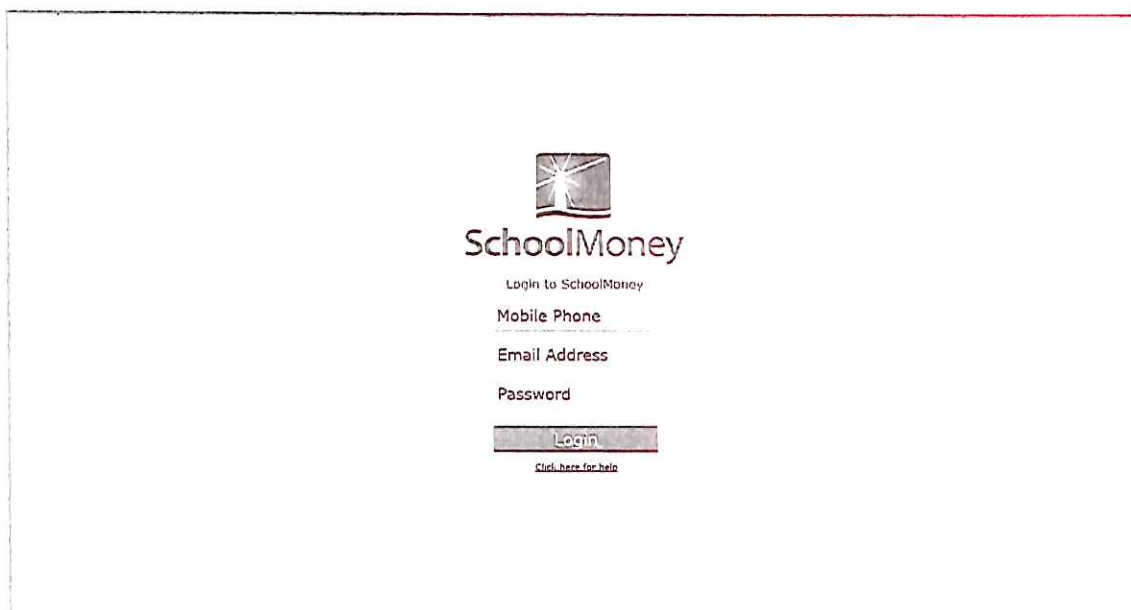 SchoolMoney
Login to SchoolMoney
Mobile Phone
Email Address
Password
Login
Click here for help